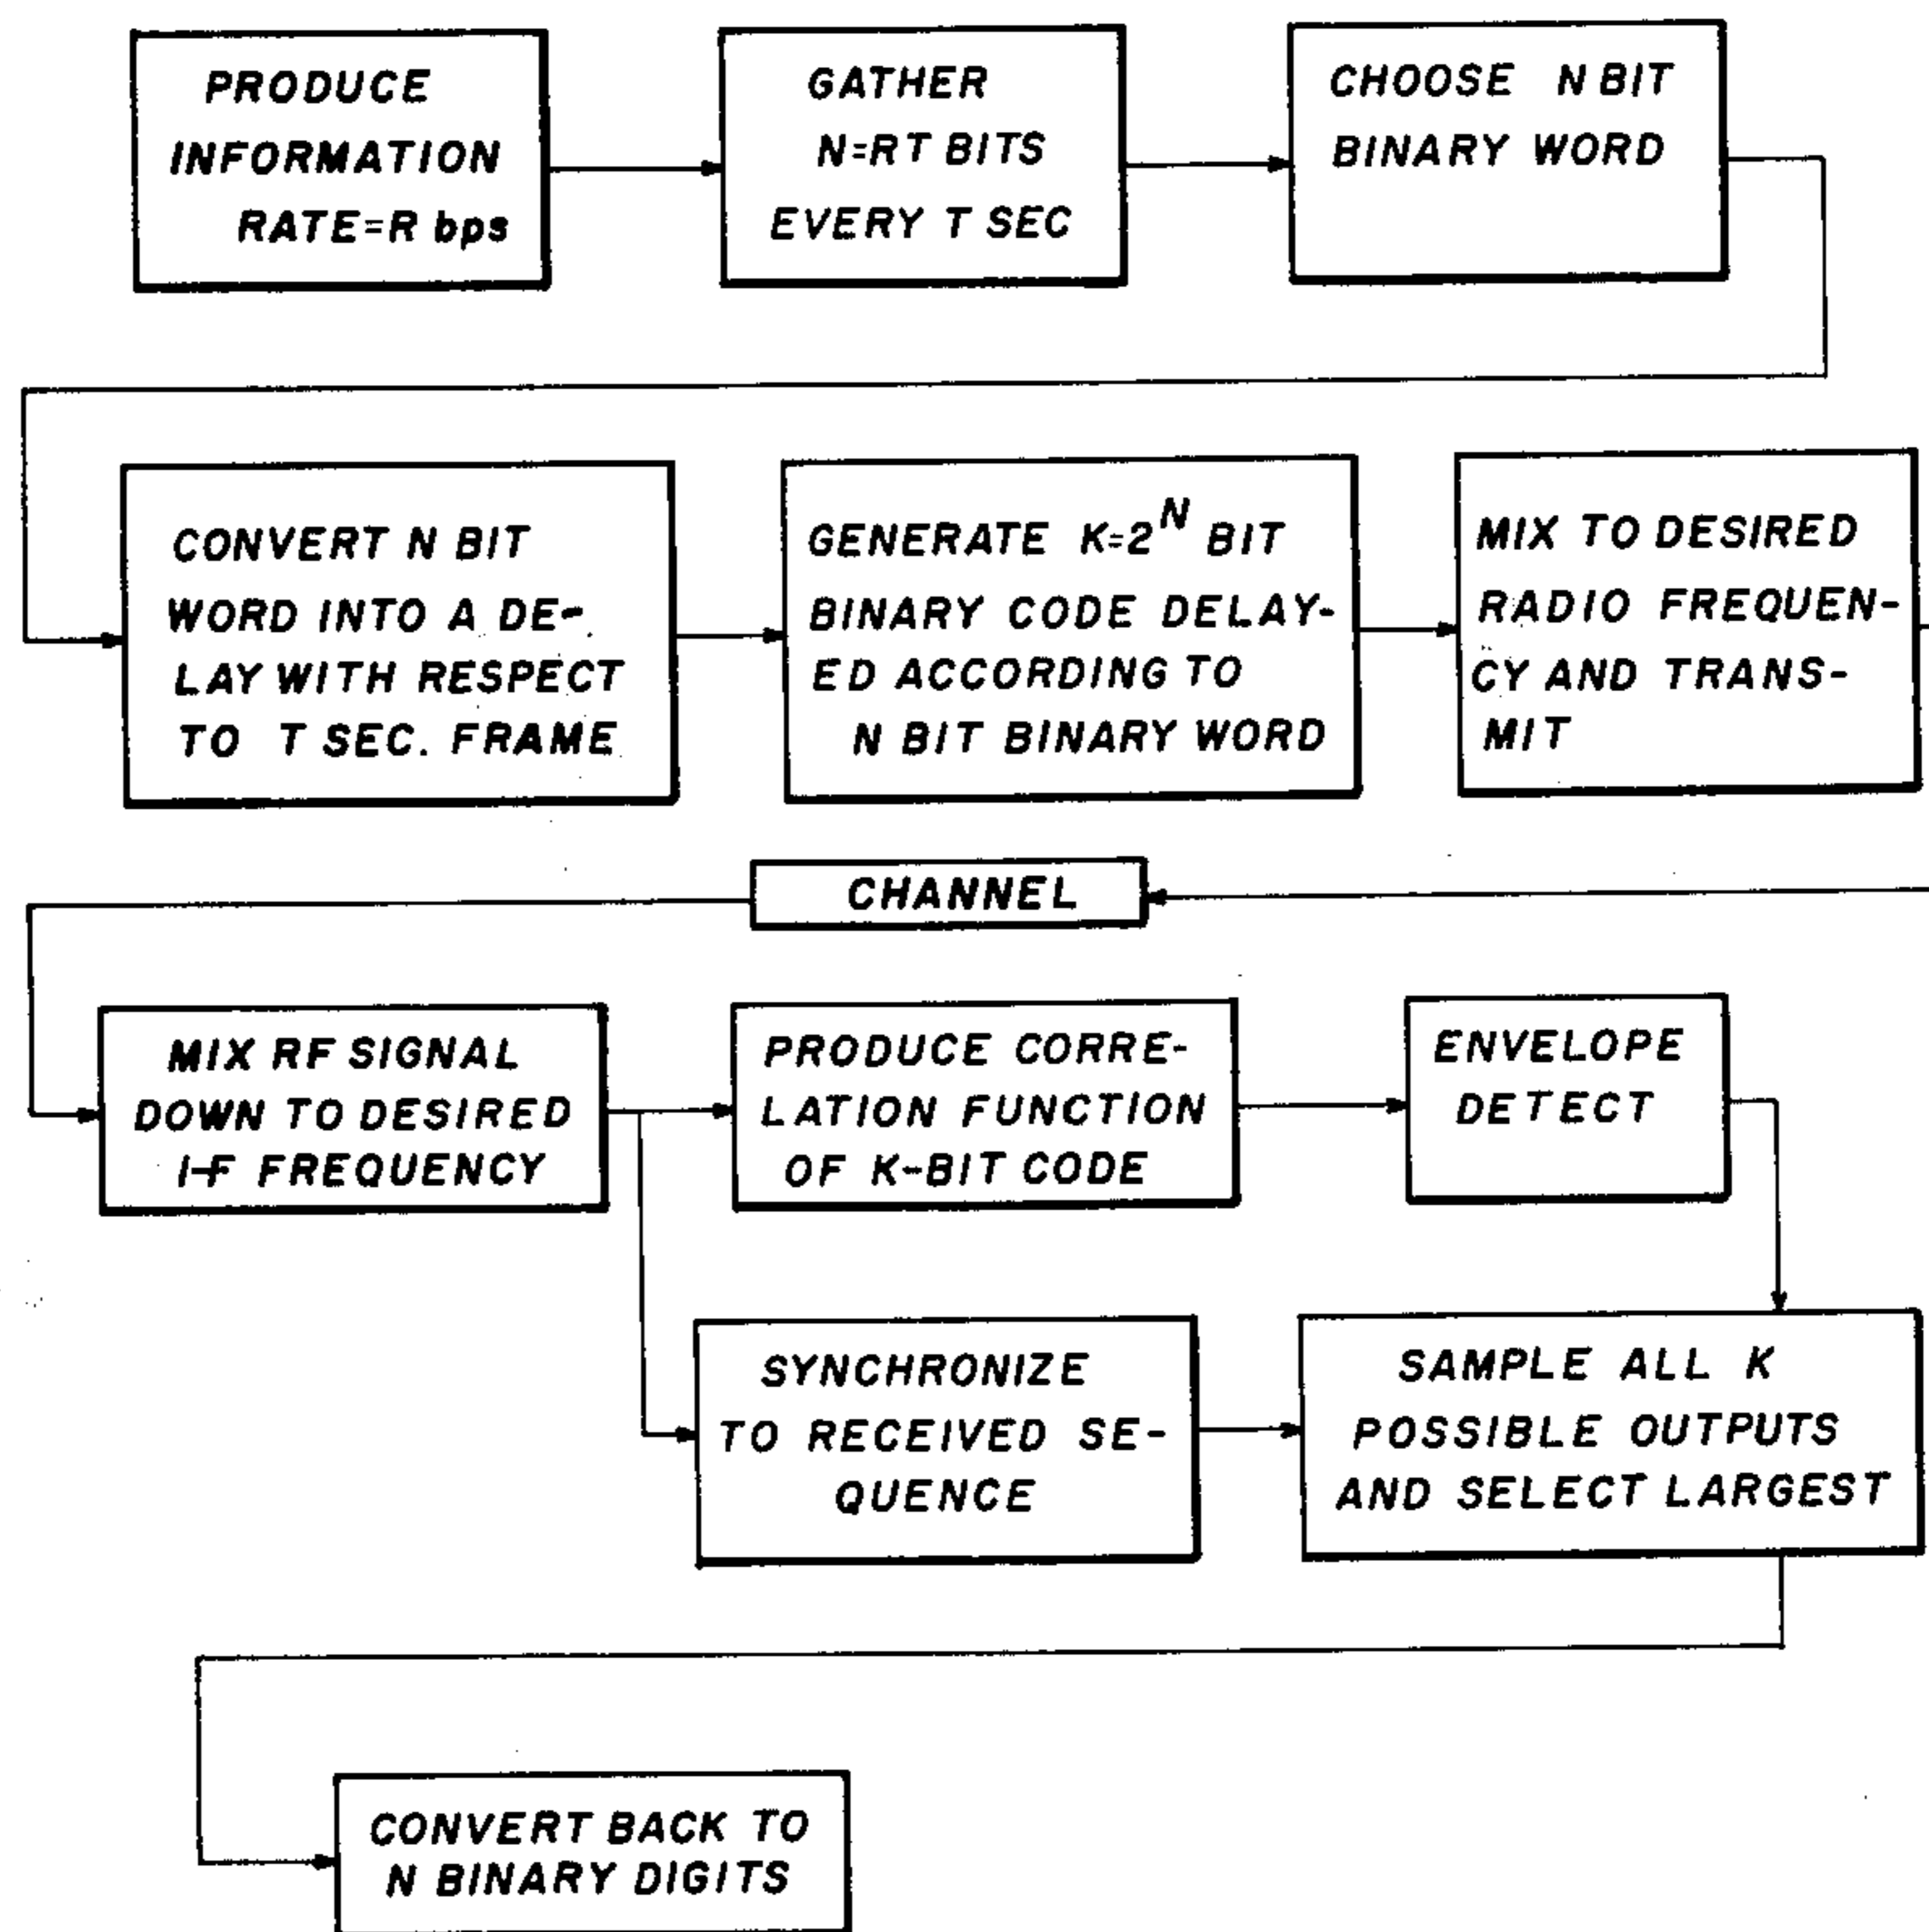 PRODUCE
INFORMATION
RATE=R bps
GATHER
N=RT BITS
EVERY T SEC
CHOOSE N BIT
BINARY WORD
CONVERT N BIT
WORD INTO A DE-
LAY WITH RESPECT
TO T SEC. FRAME
GENERATE K=2^N BIT
BINARY CODE DELAY-
ED ACCORDING TO
N BIT BINARY WORD
MIX TO DESIRED
RADIO FREQUEN-
CY AND TRANS-
MIT
CHANNEL
MIX RF SIGNAL
DOWN TO DESIRED
I-F FREQUENCY
PRODUCE CORRE-
LATION FUNCTION
OF K-BIT CODE
ENVELOPE
DETECT
SYNCHRONIZE
TO RECEIVED SE-
QUENCE
SAMPLE ALL K
POSSIBLE OUTPUTS
AND SELECT LARGEST
CONVERT BACK TO
N BINARY DIGITS